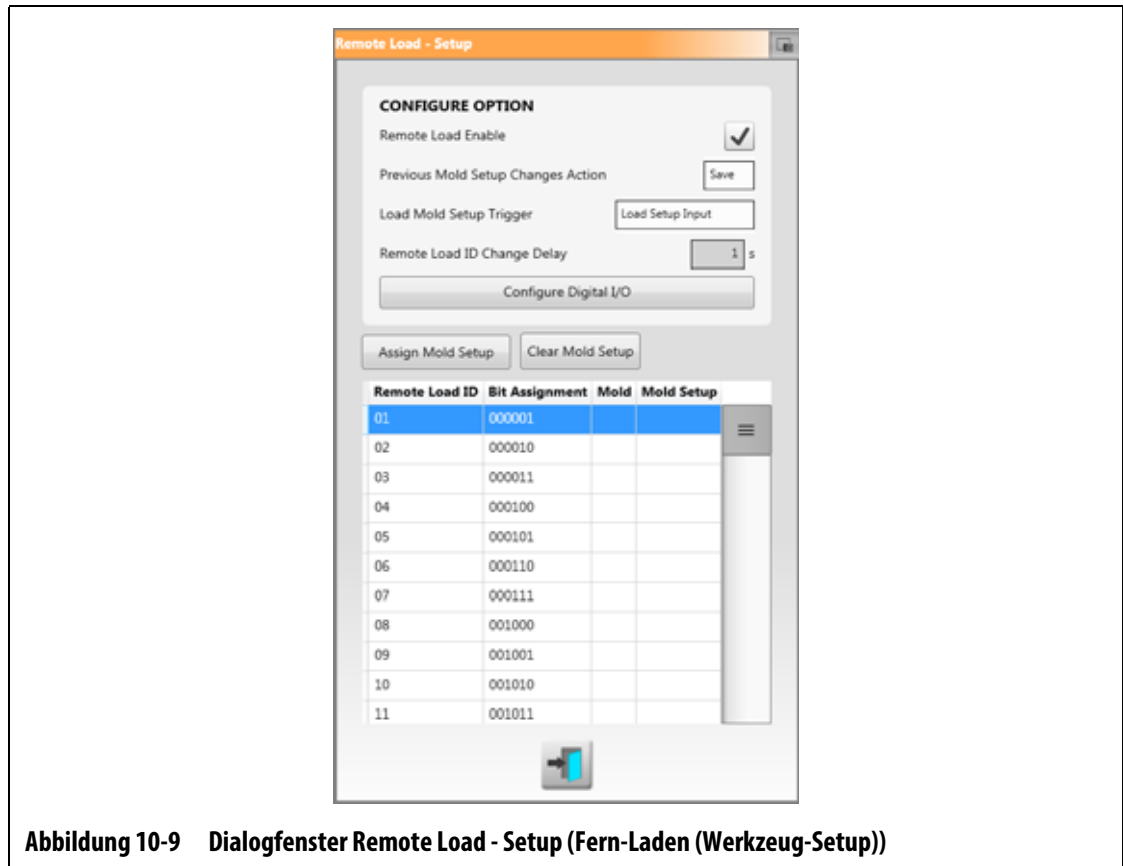 Remote Load - Setup
CONFIGURE OPTION
Remote Load Enable
Previous Mold Setup Changes Action Save
Load Mold Setup Trigger Load Setup Input
Remote Load ID Change Delay 1 s
Configure Digital I/O
Assign Mold Setup Clear Mold Setup
Remote Load ID Bit Assignment Mold Mold Setup
01 000001
02 000010
03 000011
04 000100
05 000101
06 000110
07 000111
08 001000
09 001001
10 001010
11 001011
Abbildung 10-9 Dialogfenster Remote Load - Setup (Fern-Laden (Werkzeug-Setup))